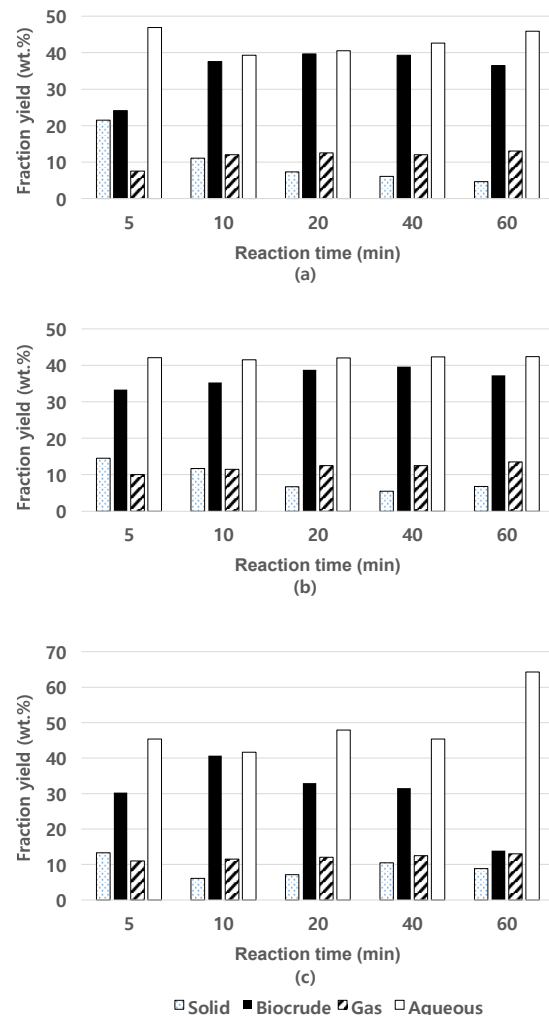 50
40
30
20
10
0
Fraction yield (wt.%)
5 10 20 40 60
Reaction time (min)
(a)
50
40
30
20
10
0
Fraction yield (wt.%)
5 10 20 40 60
Reaction time (min)
(b)
70
60
50
40
30
20
10
0
Fraction yield (wt.%)
5 10 20 40 60
Reaction time (min)
(c)
Solid Biocrude Gas Aqueous